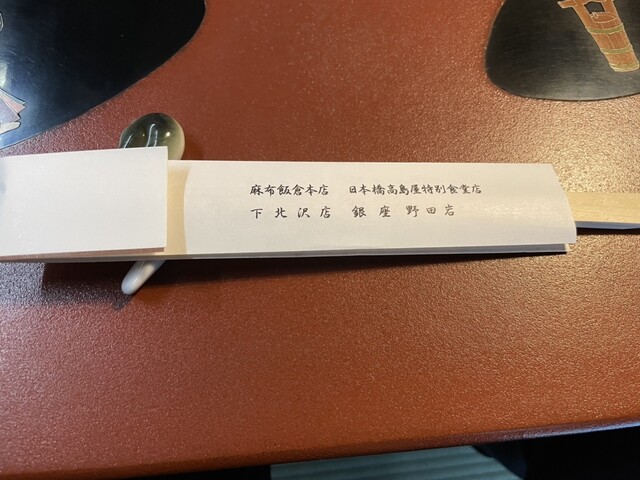 麻布飯倉本店　日本橋高島屋特別食堂店
下北沢店　銀座野田岩